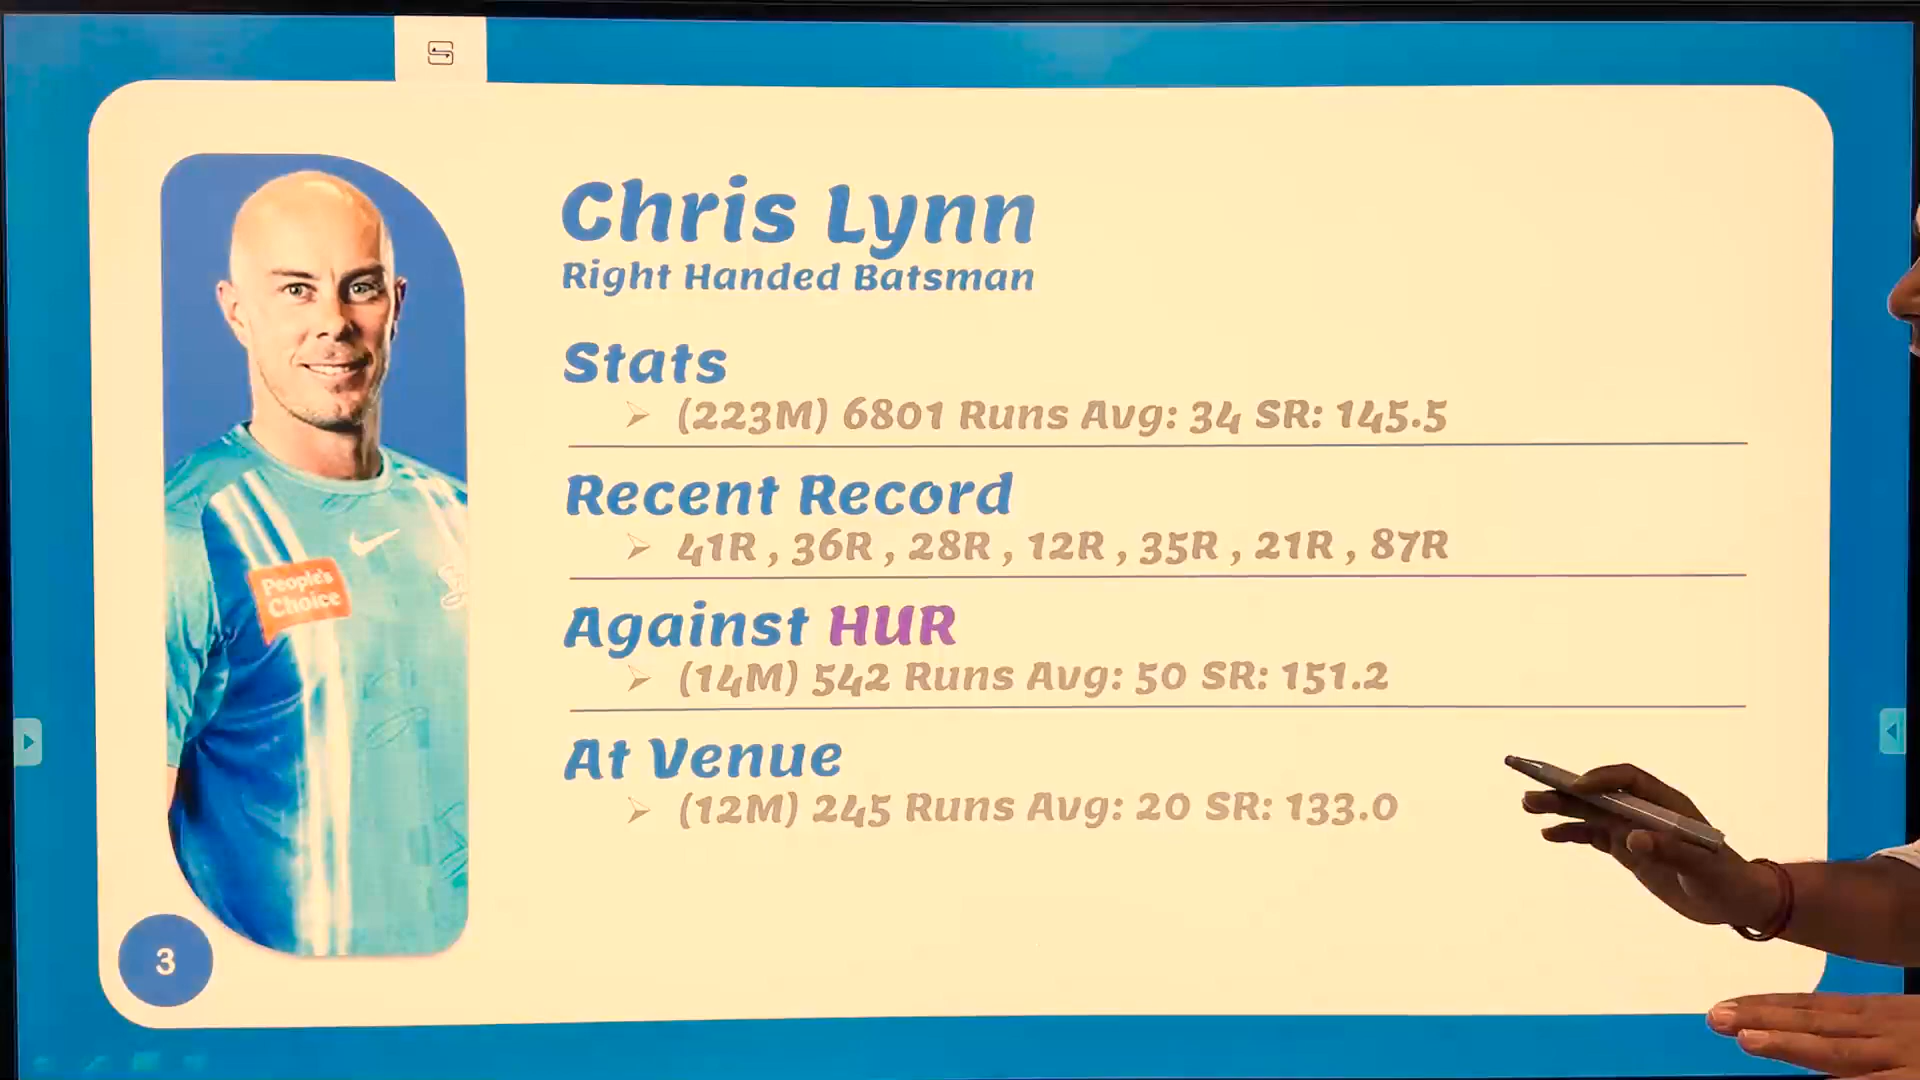 Chris Lynn
Right Handed Batsman
Stats
(223M) 6801 Runs Avg: 34 SR: 145.5
Recent Record
41R , 36R , 28R , 12R , 35R , 21R , 87R
Against HUR
(14M) 542 Runs Avg: 50 SR: 151.2
At Venue
(12M) 245 Runs Avg: 20 SR: 133.0
People's
Choice
3